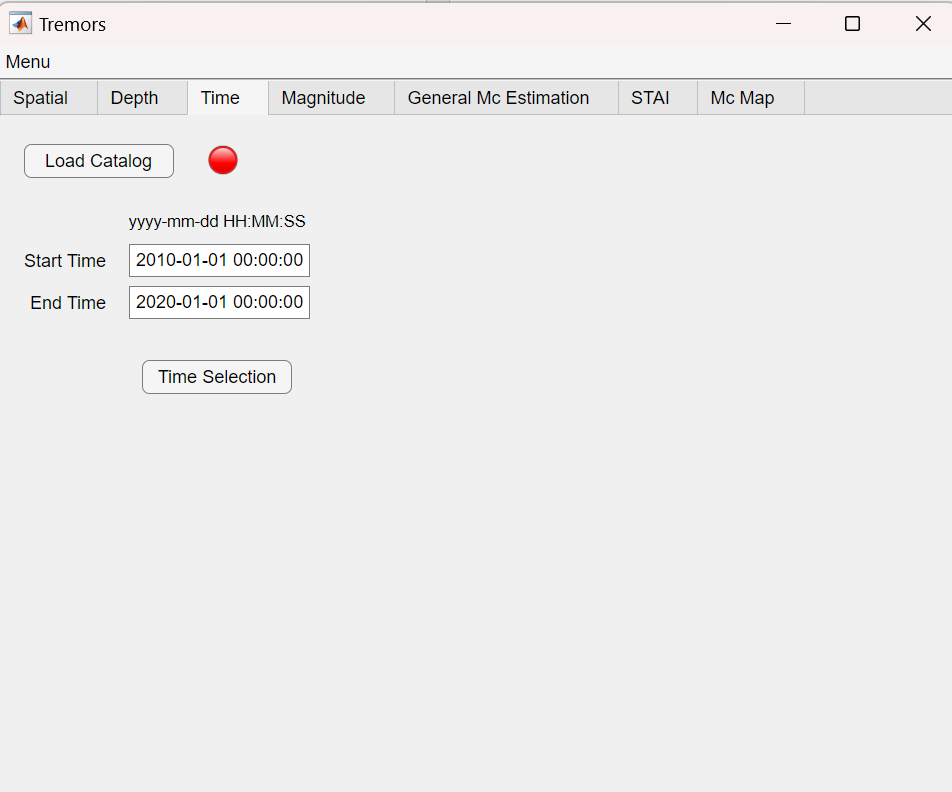 Tremors
Menu
Spatial Depth Time Magnitude General Mc Estimation STAI Mc Map
Load Catalog
yyyy-mm-dd HH:MM:SS
Start Time 2010-01-01 00:00:00
End Time 2020-01-01 00:00:00
Time Selection